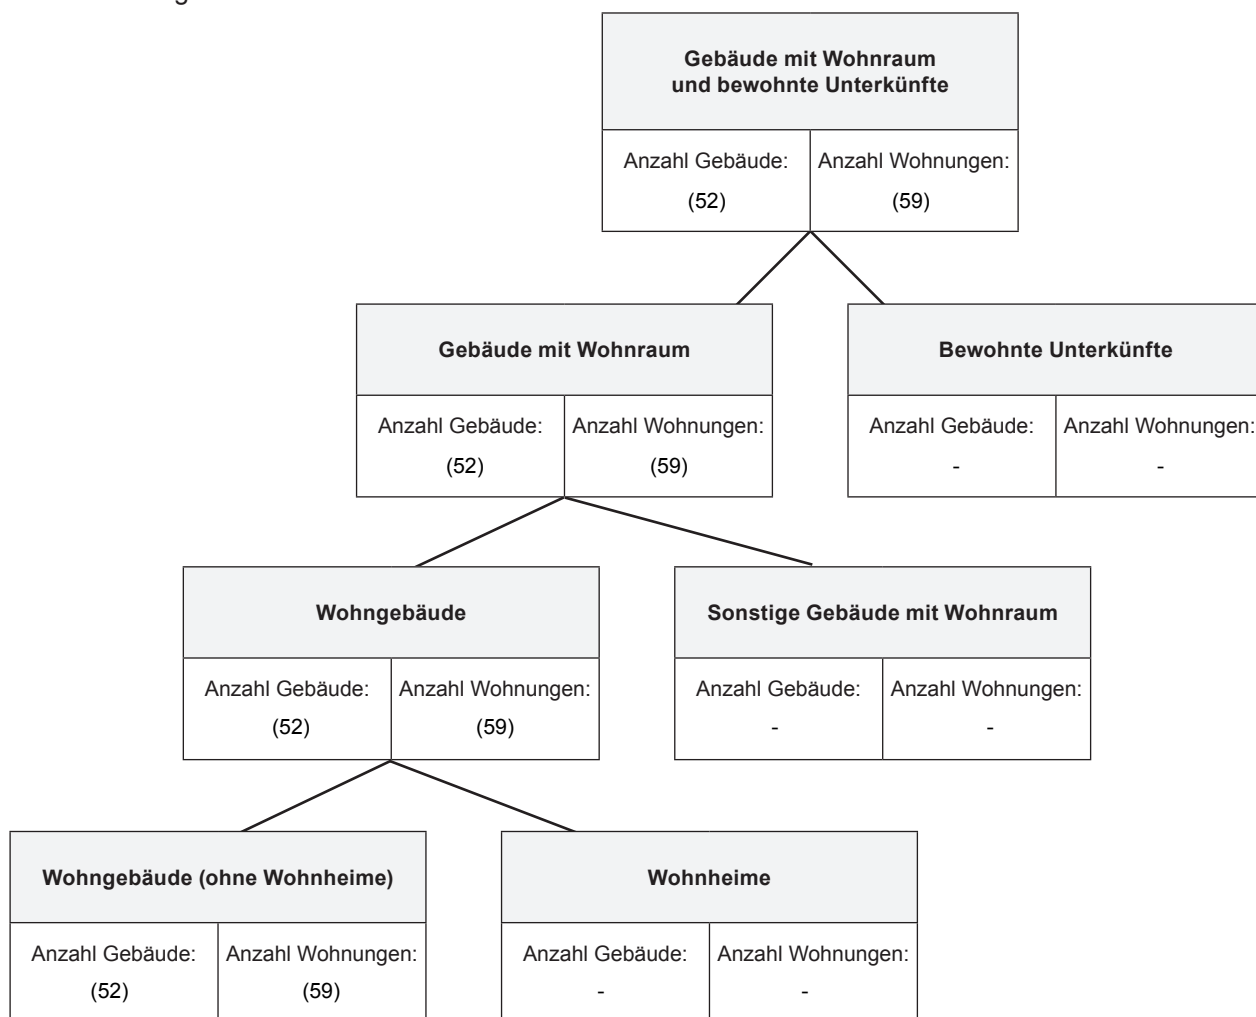 Gebäude mit Wohnraum
und bewohnte Unterkünfte
Anzahl Gebäude: Anzahl Wohnungen:
(52) (59)
Gebäude mit Wohnraum
Anzahl Gebäude: Anzahl Wohnungen:
(52) (59)
Bewohnte Unterkünfte
Anzahl Gebäude: Anzahl Wohnungen:
- -
Wohngebäude
Anzahl Gebäude: Anzahl Wohnungen:
(52) (59)
Sonstige Gebäude mit Wohnraum
Anzahl Gebäude: Anzahl Wohnungen:
- -
Wohngebäude (ohne Wohnheime)
Anzahl Gebäude: Anzahl Wohnungen:
(52) (59)
Wohnheime
Anzahl Gebäude: Anzahl Wohnungen:
- -